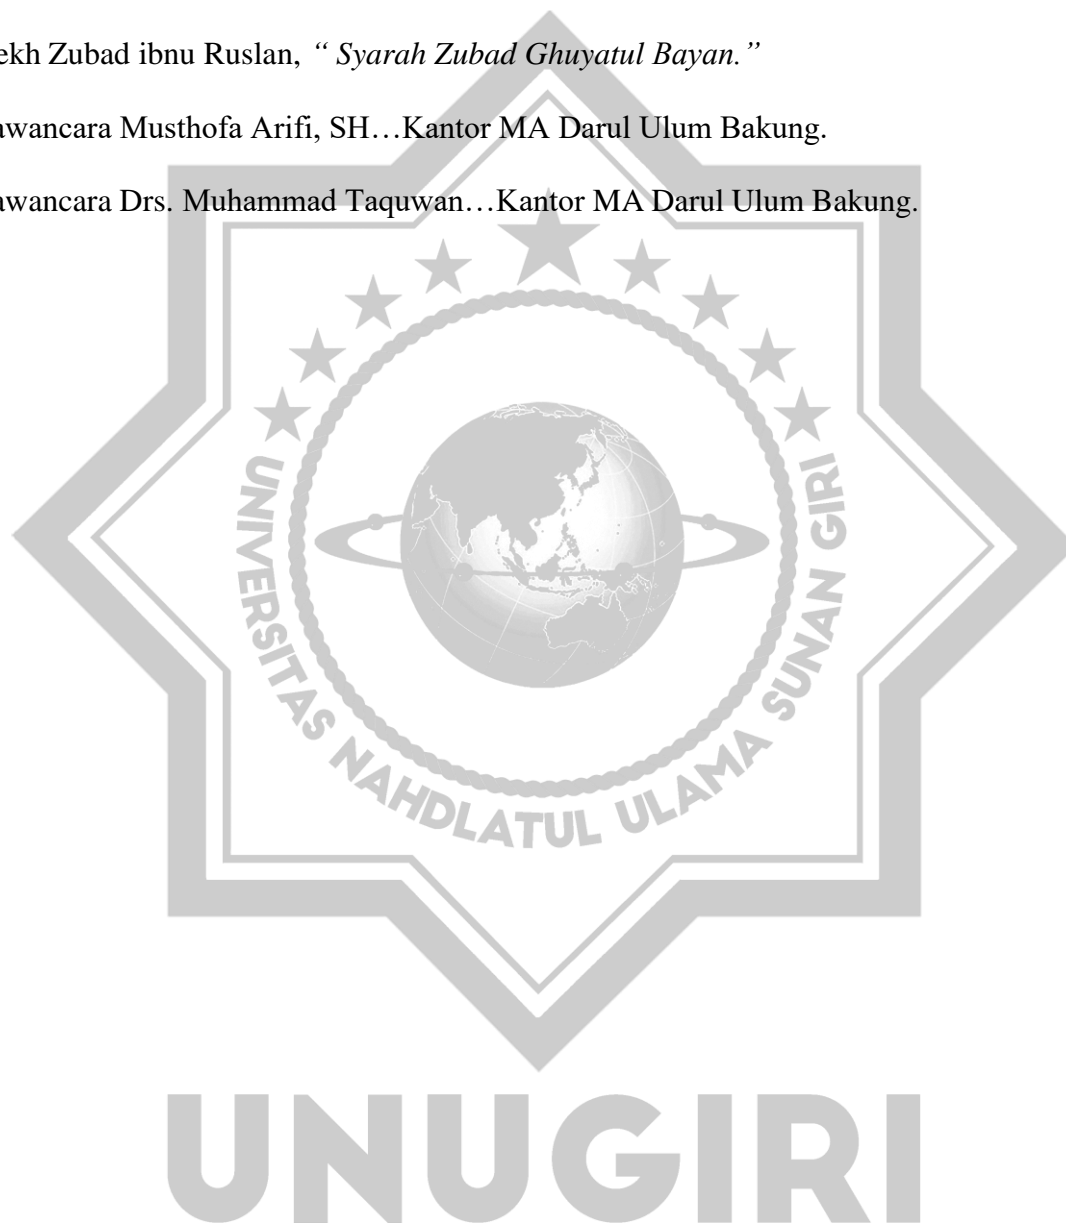 ekh Zubad ibnu Ruslan, “ Syarah Zubad Ghuyatul Bayan.”
awancara Musthofa Arifi, SH…Kantor MA Darul Ulum Bakung.
awancara Drs. Muhammad Taquwan…Kantor MA Darul Ulum Bakung.
UNIVERSITAS NAHDLATUL ULAMA SUNAN GIRI
UNUGIRI